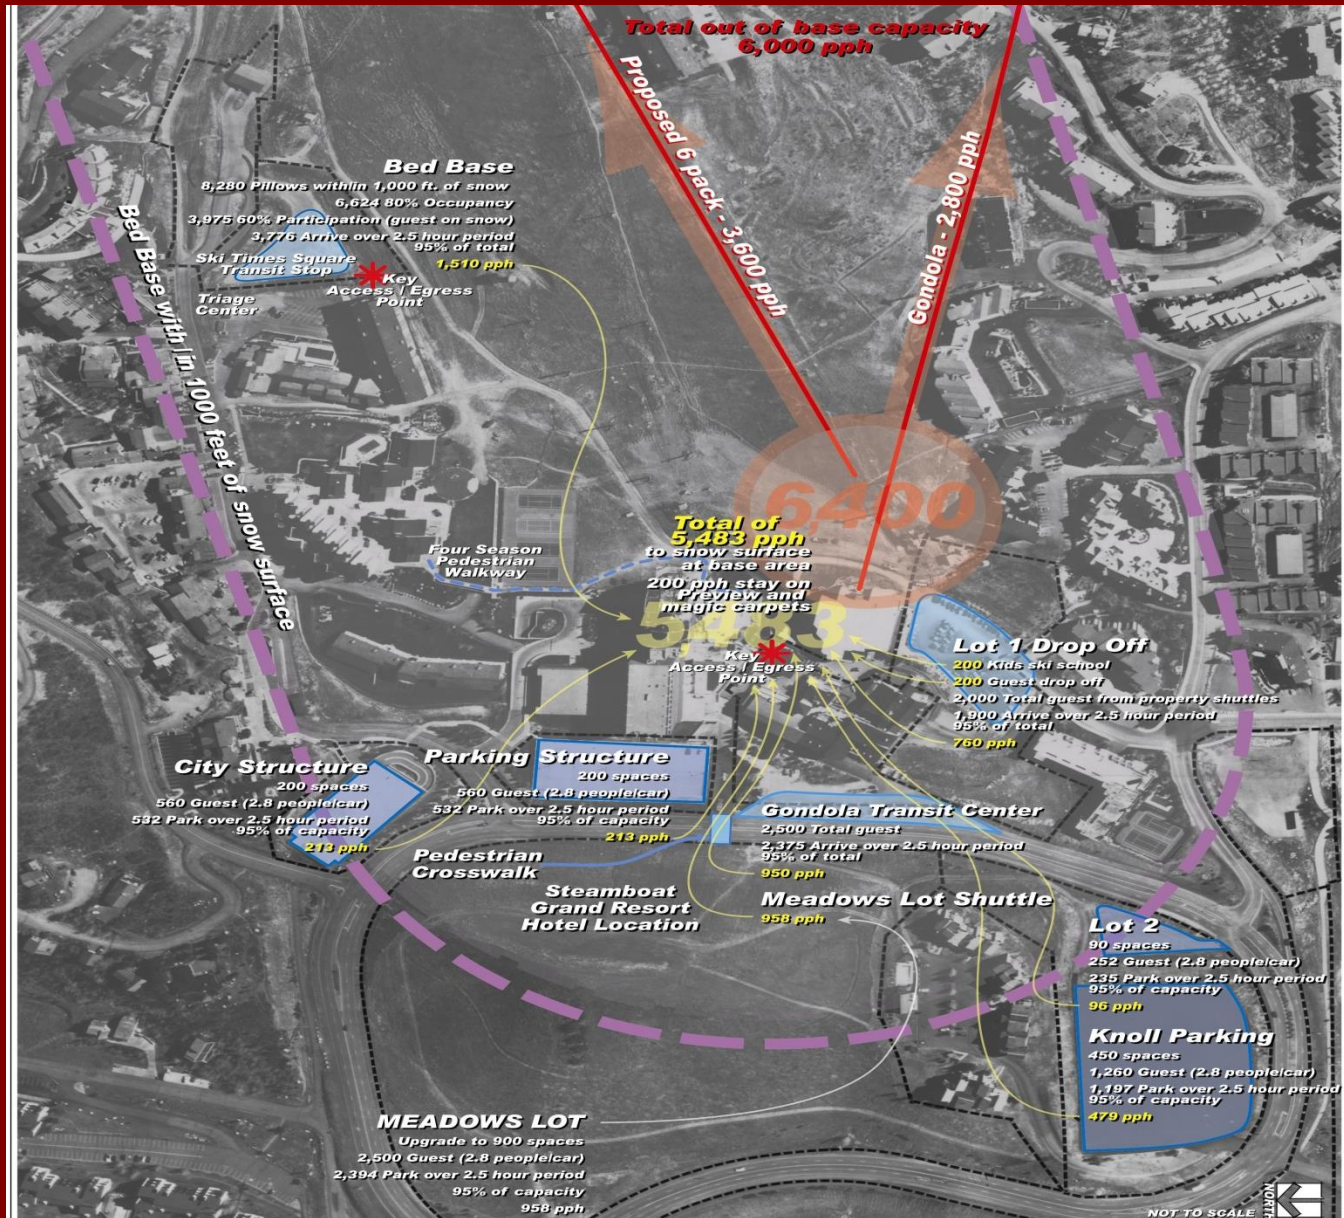 Total out of base capacity
6,000 pph
Proposed 6 pack - 3,600 pph
Gondola - 2,800 pph
Bed Base
8,280 Pillows with/in 1,000 ft. of snow
6,624 80% Occupancy
3,975 60% Participation (guest on snow)
3,776 Arrive over 2.5 hour period
95% of total
1,510 pph
Ski Times Square
Transit Stop
Key
Access / Egress
Point
Triage
Center
Bed Base with / in 1000 feet of snow surface
6,400
Total of
5,483 pph
to snow surface
at base area
200 pph stay on
Preview and
magic carpets
5,483
Four Season
Pedestrian
Walkway
Key
Access / Egress
Point
Lot 1 Drop Off
200 Kids ski school
200 Guest drop off
2,000 Total guest from property shuttles
1,900 Arrive over 2.5 hour period
95% of total
760 pph
City Structure
200 spaces
560 Guest (2.8 people/car)
532 Park over 2.5 hour period
95% of capacity
213 pph
Parking Structure
200 spaces
560 Guest (2.8 people/car)
532 Park over 2.5 hour period
95% of capacity
213 pph
Gondola Transit Center
2,500 Total guest
2,375 Arrive over 2.5 hour period
95% of total
950 pph
Pedestrian
Crosswalk
Steamboat
Grand Resort
Hotel Location
Meadows Lot Shuttle
958 pph
Lot 2
90 spaces
252 Guest (2.8 people/car)
235 Park over 2.5 hour period
95% of capacity
96 pph
Knoll Parking
450 spaces
1,260 Guest (2.8 people/car)
1,197 Park over 2.5 hour period
95% of capacity
479 pph
MEADOWS LOT
Upgrade to 900 spaces
2,500 Guest (2.8 people/car)
2,394 Park over 2.5 hour period
95% of capacity
958 pph
NOT TO SCALE
NORTH